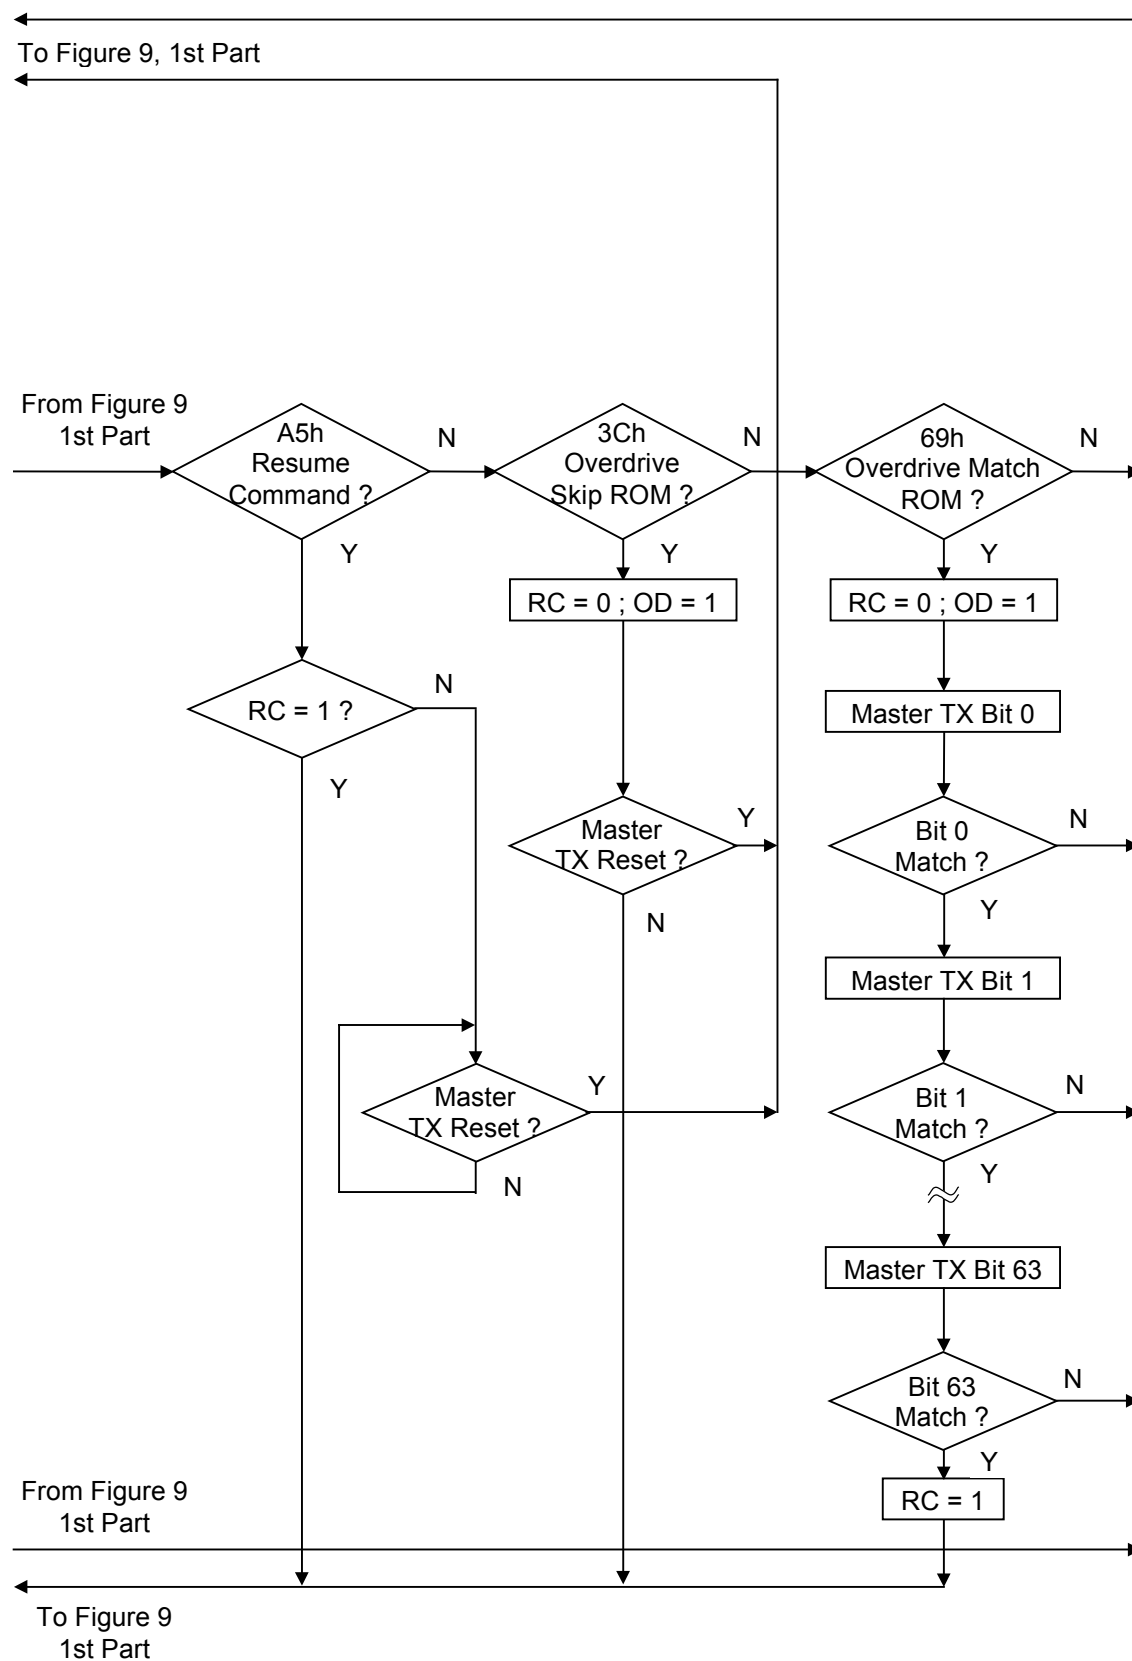 To Figure 9, 1st Part
From Figure 9
1st Part
A5h
Resume
Command ?
N
Y
3Ch
Overdrive
Skip ROM ?
N
Y
69h
Overdrive Match
ROM ?
N
Y
RC = 0 ; OD = 1
RC = 0 ; OD = 1
RC = 1 ?
N
Y
Master TX Bit 0
Master
TX Reset ?
Y
N
Bit 0
Match ?
N
Y
Master TX Bit 1
Master
TX Reset ?
Y
N
Bit 1
Match ?
N
Y
Master TX Bit 63
Bit 63
Match ?
N
Y
RC = 1
From Figure 9
1st Part
To Figure 9
1st Part